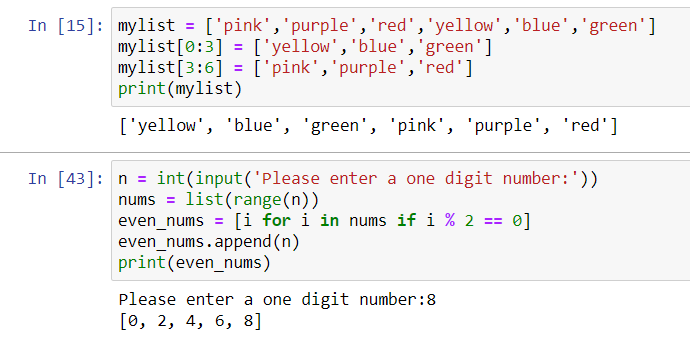 In [15]: mylist = ['pink','purple','red','yellow','blue','green']
mylist[0:3] = ['yellow','blue','green']
mylist[3:6] = ['pink','purple','red']
print(mylist)
['yellow', 'blue', 'green', 'pink', 'purple', 'red']
In [43]: n = int(input('Please enter a one digit number:'))
nums = list(range(n))
even_nums = [i for i in nums if i % 2 == 0]
even_nums.append(n)
print(even_nums)
Please enter a one digit number:8
[0, 2, 4, 6, 8]